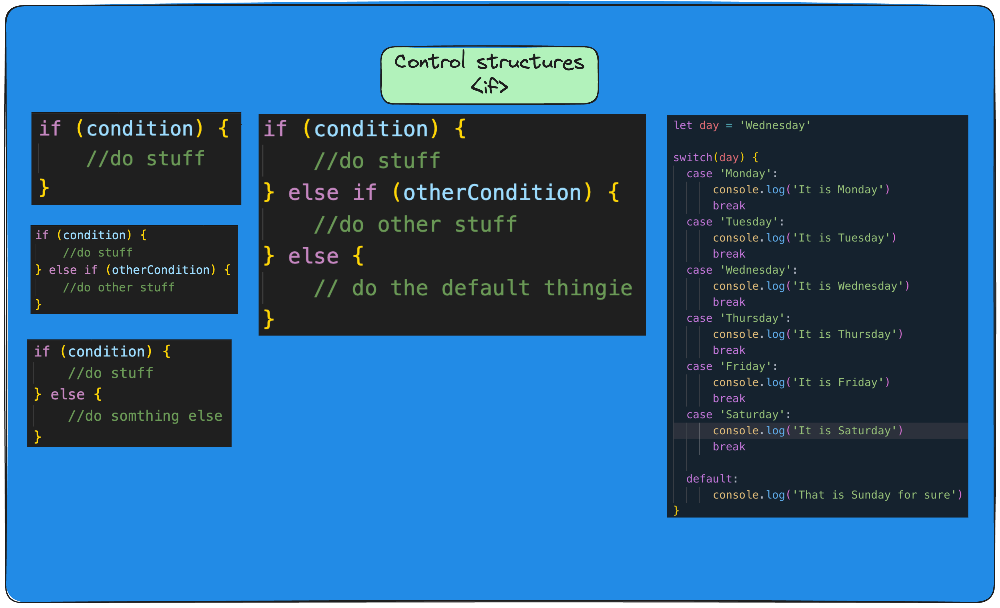 Control structures
<if>
if (condition) {
//do stuff
}
if (condition) {
//do stuff
} else if (otherCondition) {
//do other stuff
}
if (condition) {
//do stuff
} else {
//do somthing else
}
if (condition) {
//do stuff
} else if (otherCondition) {
//do other stuff
} else {
// do the default thingie
}
let day = 'Wednesday'
switch(day) {
case 'Monday':
console.log('It is Monday')
break
case 'Tuesday':
console.log('It is Tuesday')
break
case 'Wednesday':
console.log('It is Wednesday')
break
case 'Thursday':
console.log('It is Thursday')
break
case 'Friday':
console.log('It is Friday')
break
case 'Saturday':
console.log('It is Saturday')
break
default:
console.log('That is Sunday for sure')
}